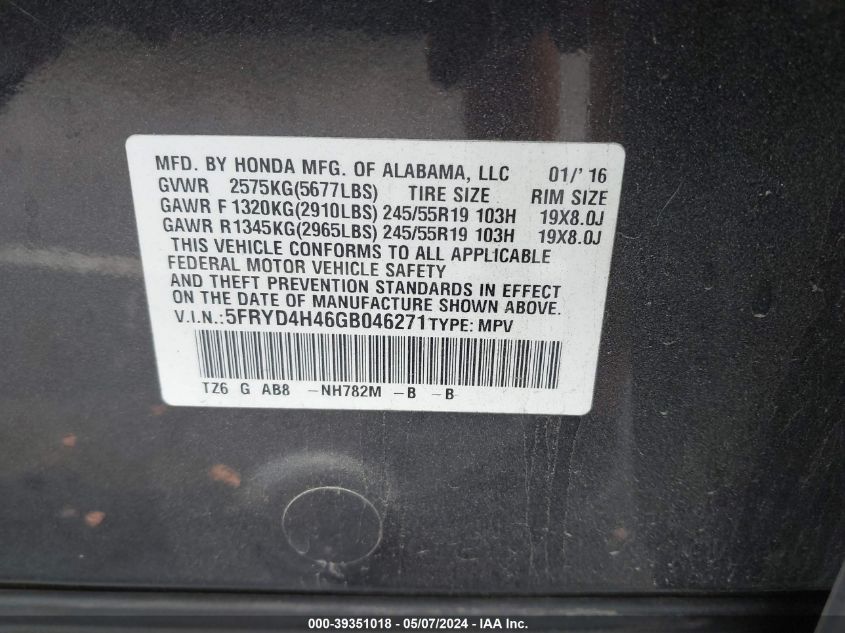 MFD. BY HONDA MFG. OF ALABAMA, LLC 01/' 16
GVWR 2575KG(5677LBS) TIRE SIZE RIM SIZE
GAWR F 1320KG(2910LBS) 245/55R19 103H 19X8.0J
GAWR R1345KG(2965LBS) 245/55R19 103H 19X8.0J
THIS VEHICLE CONFORMS TO ALL APPLICABLE
FEDERAL MOTOR VEHICLE SAFETY
AND THEFT PREVENTION STANDARDS IN EFFECT
ON THE DATE OF MANUFACTURE SHOWN ABOVE.
V.I.N.:5FRYD4H46GB046271 TYPE: MPV
TZ6 G AB8 -NH782M -B -B
000-39351018 - 05/07/2024 - IAA Inc.